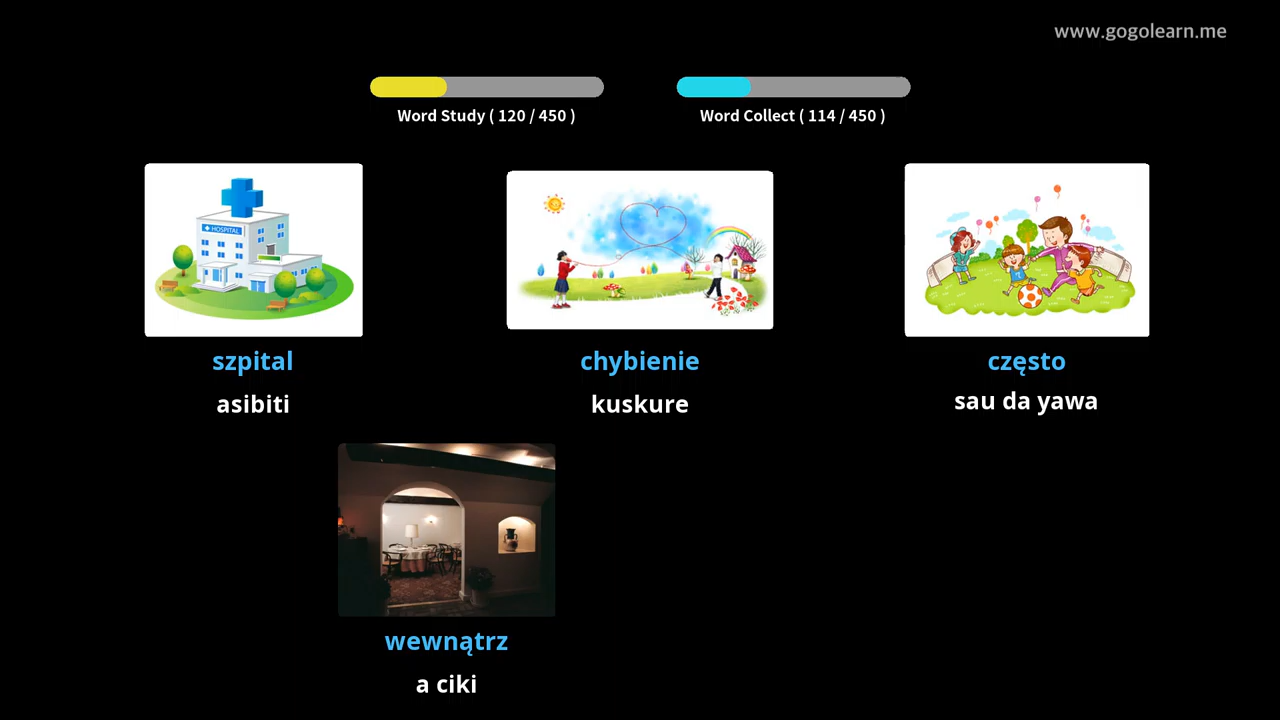 www.gogolearn.me
Word Study ( 120 / 450 )
Word Collect ( 114 / 450 )
HOSPITAL
szpital
chybienie
często
asibiti
kuskure
sau da yawa
wewnątrz
a ciki